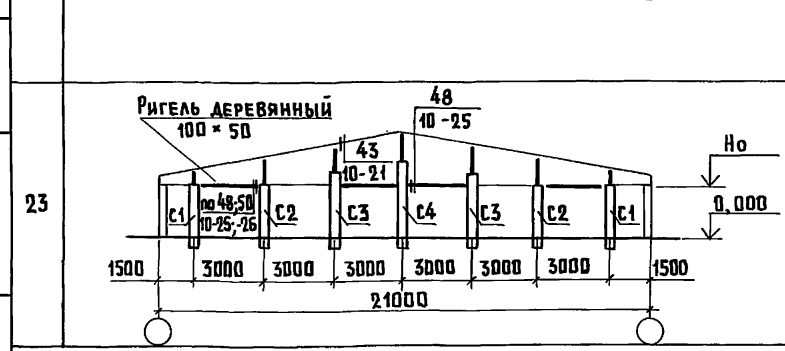 Ригель деревянный
100 × 50
48
10-25
43
10-21
Но
0,000
23
С1
по 48;50
10-25;-26
С2
С3
С4
С3
С2
С1
1500
3000
3000
3000
3000
3000
3000
1500
21000